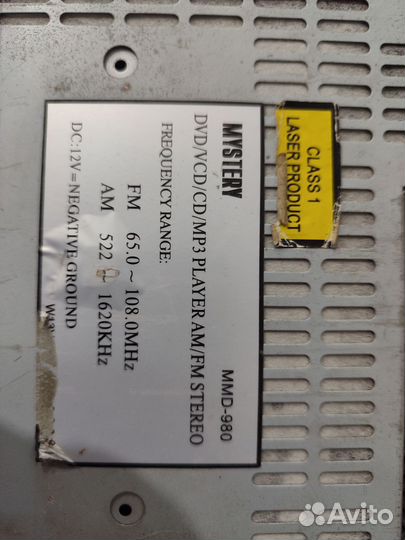 MYSTERY MMD-980
DVD/VCD/CD/MP3 PLAYER AM/FM STEREO
FREQUENCY RANGE:
FM 65.0~108.0MHz
AM 522 1620KHz
DC:12V=NEGATIVE GROUND
CLASS 1
LASER PRODUCT
Avito